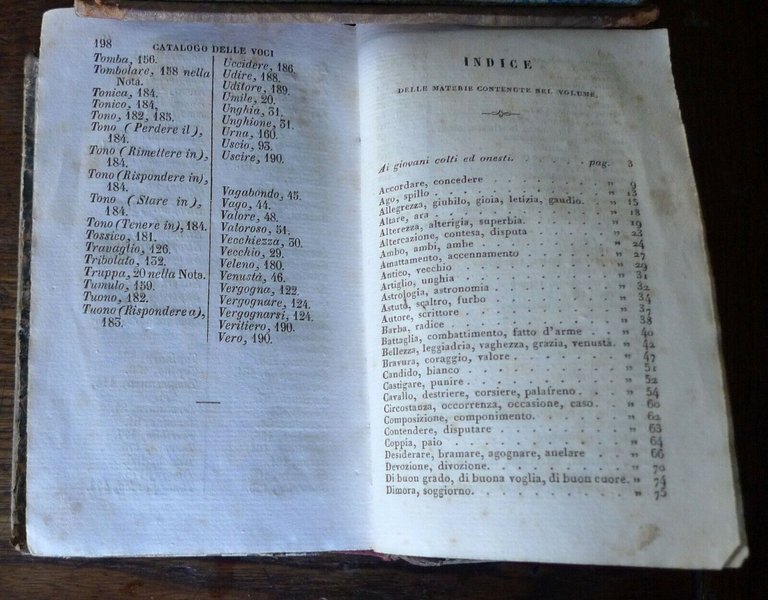 198 CATALOGO DELLE VOCI
Tomba, 156.
Tombolare, 158 nella
Nota.
Tonica, 184.
Tonico, 184,
Tono, 182, 185.
Tono (Perdere il),
184.
Tono (Rimettere in),
184.
Tono (Rispondere in),
184.
Tono (Stare in),
184.
Tono (Tenere in), 184.
Tossico, 181.
Travaglio, 126.
Tribolato, 132.
Truppa, 20 nella Nota.
Tumulo, 159.
Tuono, 182.
Tuono (Rispondere a),
185.
Uccidere, 186.
Udire, 188.
Uditore, 189.
Umile, 20.
Unghia, 31.
Unghione, 31.
Urna, 160.
Uscio, 93.
Uscire, 190.
Vagabondo, 45.
Vago, 44.
Valore, 48.
Valoroso, 51.
Vecchiezza, 30.
Vecchio, 29.
Veleno, 180.
Venustà, 46.
Vergogna, 122.
Vergognare, 124.
Vergognarsi, 124.
Veritiero, 190.
Vero, 190.
INDICE
DELLE MATERIE CONTENUTE NEL VOLUME.
Ai giovani colti ed onesti. . . . . . pag. 3
Accordare, concedere . . . . . . . . „ 9
Ago, spillo . . . . . . . . „ 13
Allegrezza, giubilo, gioia, letizia, gaudio. . . „ 15
Altare, ara . . . . . . . . „ 18
Alterezza, alterigia, superbia. . . . . . „ 19
Altercazione, contesa, disputa . . . . . „ 23
Ambo, ambi, ambe . . . . . . . „ 24
Amattamento, accennamento . . . . . „ 27
Antico, vecchio . . . . . . . . „ 29
Artiglio, unghia . . . . . . . . „ 31
Astrologia, astronomia . . . . . . „ 32
Astuto, scaltro, furbo . . . . . . „ 34
Autore, scrittore . . . . . . . . „ 37
Barba, radice . . . . . . . . „ 38
Battaglia, combattimento, fatto d'arme . . . „ 40
Bellezza, leggiadria, vaghezza, grazia, venustà. „ 42
Bravura, coraggio, valore . . . . . . „ 47
Candido, bianco . . . . . . . . „ 51
Castigare, punire . . . . . . . . „ 52
Cavallo, destriere, corsiere, palafreno . . . „ 54
Circostanza, occorrenza, occasione, caso. . . „ 60
Composizione, componimento. . . . . „ 62
Contendere, disputare . . . . . . „ 63
Coppia, paio . . . . . . . . „ 64
Desiderare, bramare, agognare, anelare . . „ 66
Devozione, divozione. . . . . . . „ 70
Di buon grado, di buona voglia, di buon cuore. „ 74
Dimora, soggiorno. . . . . . . . „ 75